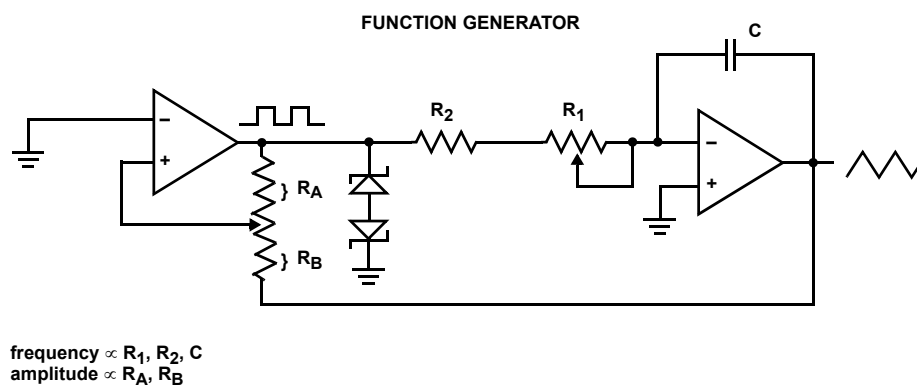 FUNCTION GENERATOR
C
R2
R1
–
+
} RA
} RB
–
+
frequency ∝ R1, R2, C
amplitude ∝ RA, RB